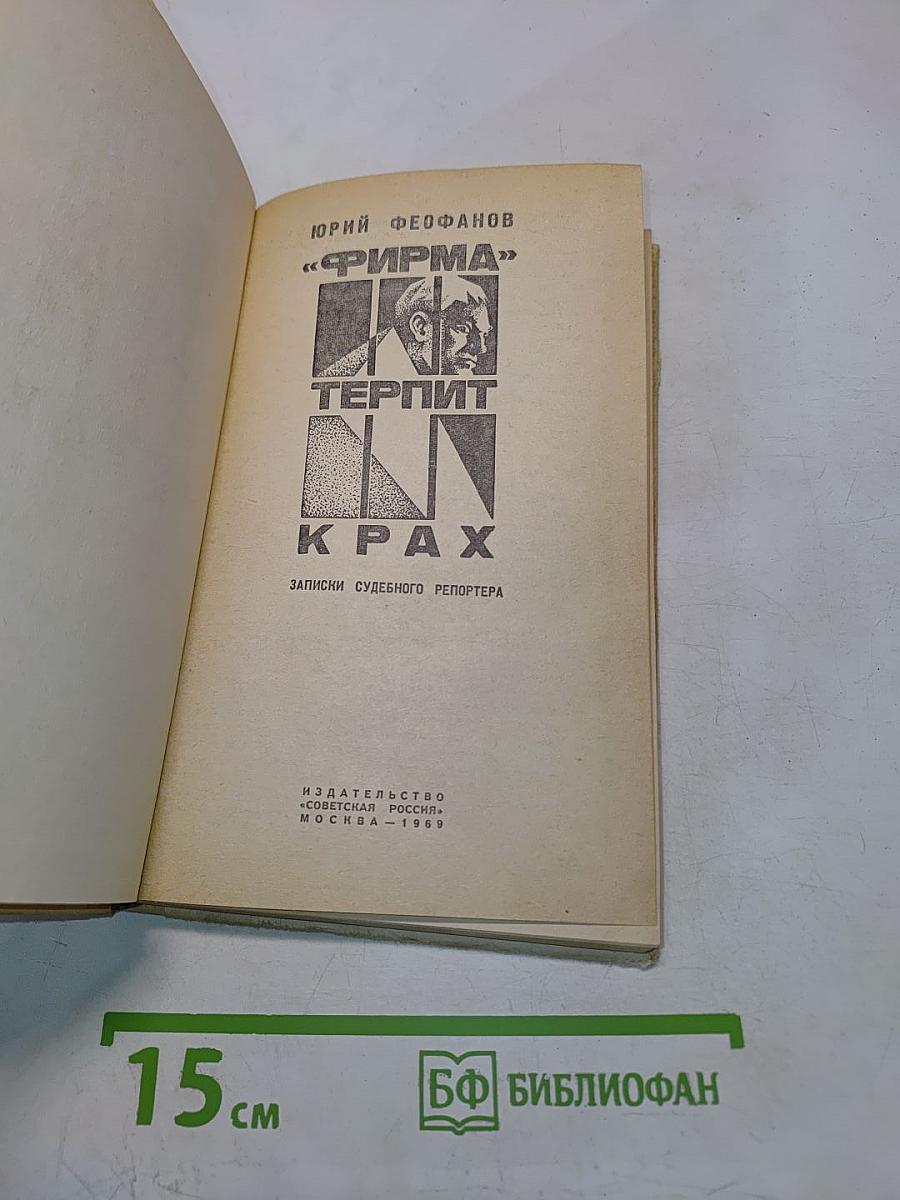 ЮРИЙ ФЕОФАНОВ
«ФИРМА»
ТЕРПИТ
КРАХ
ЗАПИСКИ СУДЕБНОГО РЕПОРТЕРА
ИЗДАТЕЛЬСТВО
«СОВЕТСКАЯ РОССИЯ»
МОСКВА — 1969
15 см
БФ БИБЛИОФАН